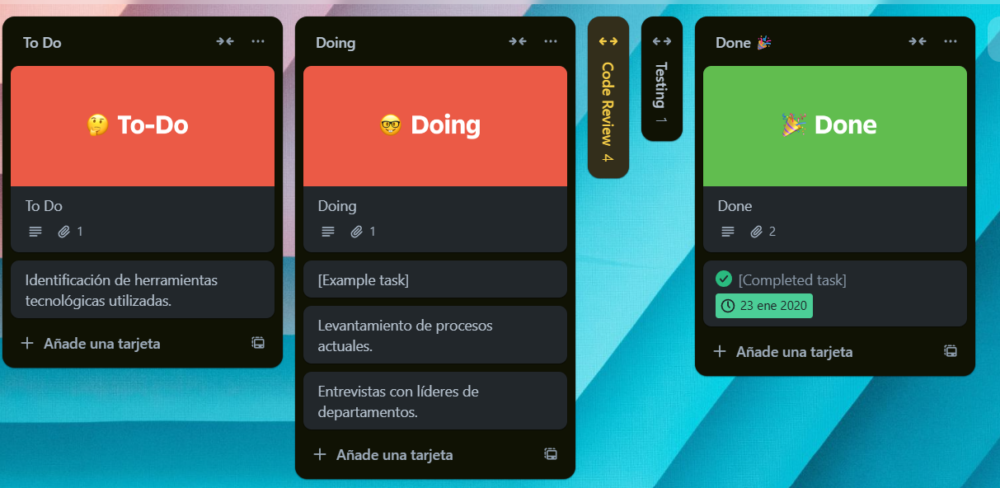 To Do
🤔 To-Do
To Do
1
Identificación de herramientas
tecnológicas utilizadas.
Añade una tarjeta
Doing
🤓 Doing
Doing
1
[Example task]
Levantamiento de procesos
actuales.
Entrevistas con líderes de
departamentos.
Añade una tarjeta
Code Review 4
Testing 1
Done 🎉
🎉 Done
Done
2
[Completed task]
23 ene 2020
Añade una tarjeta